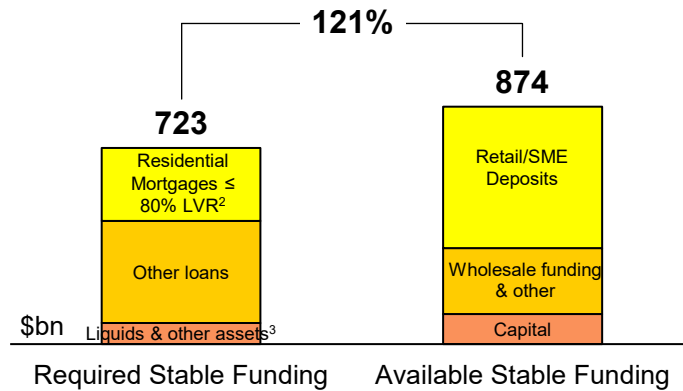 121%
723
874
Residential
Mortgages ≤
80% LVR²
Retail/SME
Deposits
Other loans
Wholesale funding
& other
$bn
Liquids & other assets³
Capital
Required Stable Funding
Available Stable Funding